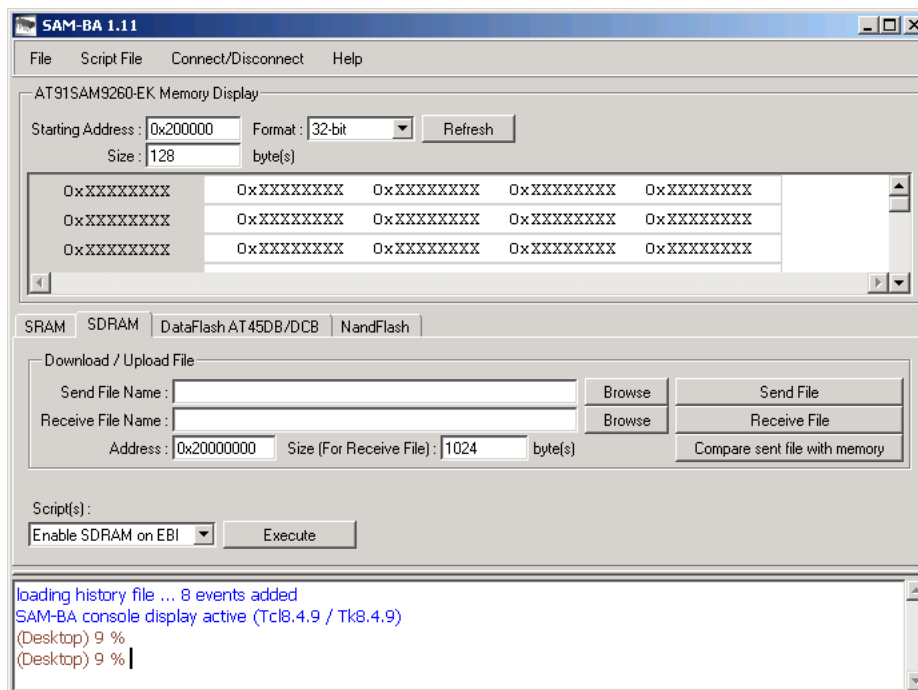 SAM-BA 1.11
File Script File Connect/Disconnect Help
AT91SAM9260-EK Memory Display
Starting Address : 0x200000 Format : 32-bit Refresh
Size : 128 byte(s)
0xXXXXXXXX 0xXXXXXXXX 0xXXXXXXXX 0xXXXXXXXX 0xXXXXXXXX
0xXXXXXXXX 0xXXXXXXXX 0xXXXXXXXX 0xXXXXXXXX 0xXXXXXXXX
0xXXXXXXXX 0xXXXXXXXX 0xXXXXXXXX 0xXXXXXXXX 0xXXXXXXXX
SRAM SDRAM DataFlash AT45DB/DCB NandFlash
Download / Upload File
Send File Name : Browse Send File
Receive File Name : Browse Receive File
Address : 0x20000000 Size (For Receive File) : 1024 byte(s) Compare sent file with memory
Script(s) :
Enable SDRAM on EBI Execute
loading history file ... 8 events added
SAM-BA console display active (Tcl8.4.9 / Tk8.4.9)
(Desktop) 9 %
(Desktop) 9 %